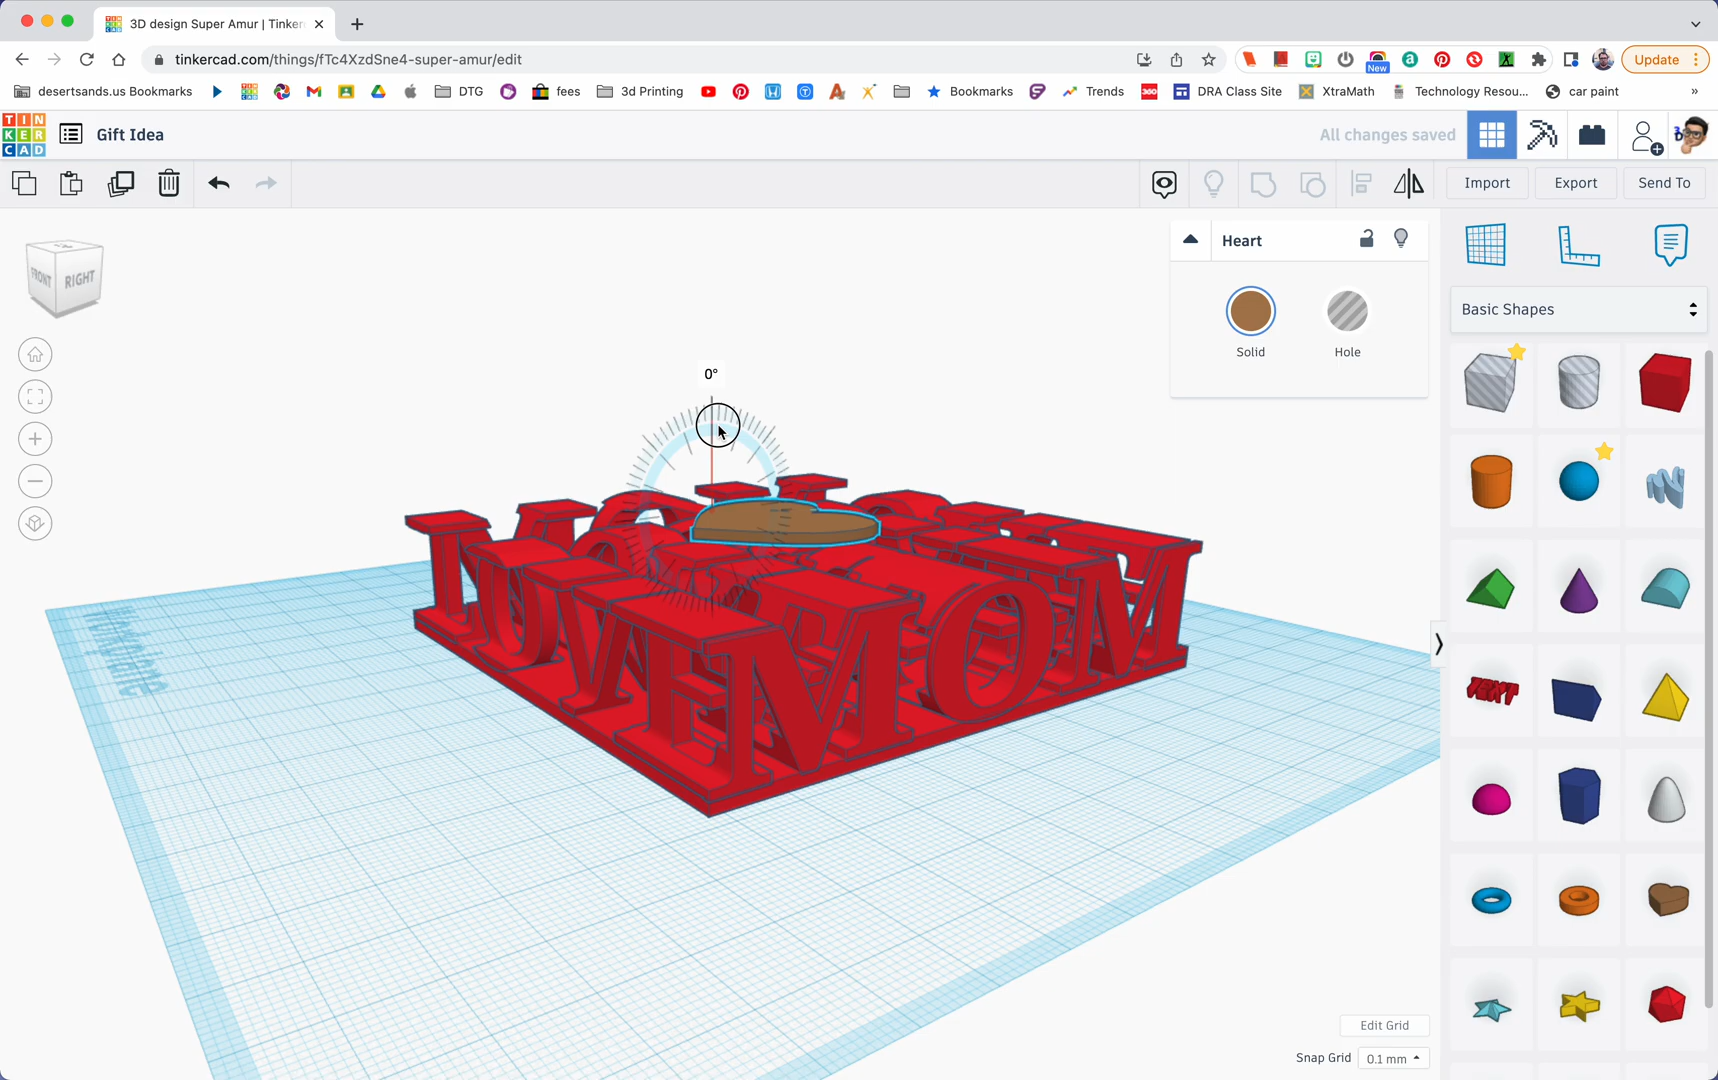 3D design Super Amur | Tinker
tinkercad.com/things/fTc4XzdSne4-super-amur/edit
New
Update
desertsands.us Bookmarks
DTG
fees
3d Printing
Bookmarks
Trends
360
DRA Class Site
XtraMath
Technology Resou...
car paint
»
TIN
KER
CAD
Gift Idea
All changes saved
Import
Export
Send To
FRONT
RIGHT
Heart
Solid
Hole
0°
Basic Shapes
TEXT
LOVE
MOM
Edit Grid
Snap Grid
0.1 mm